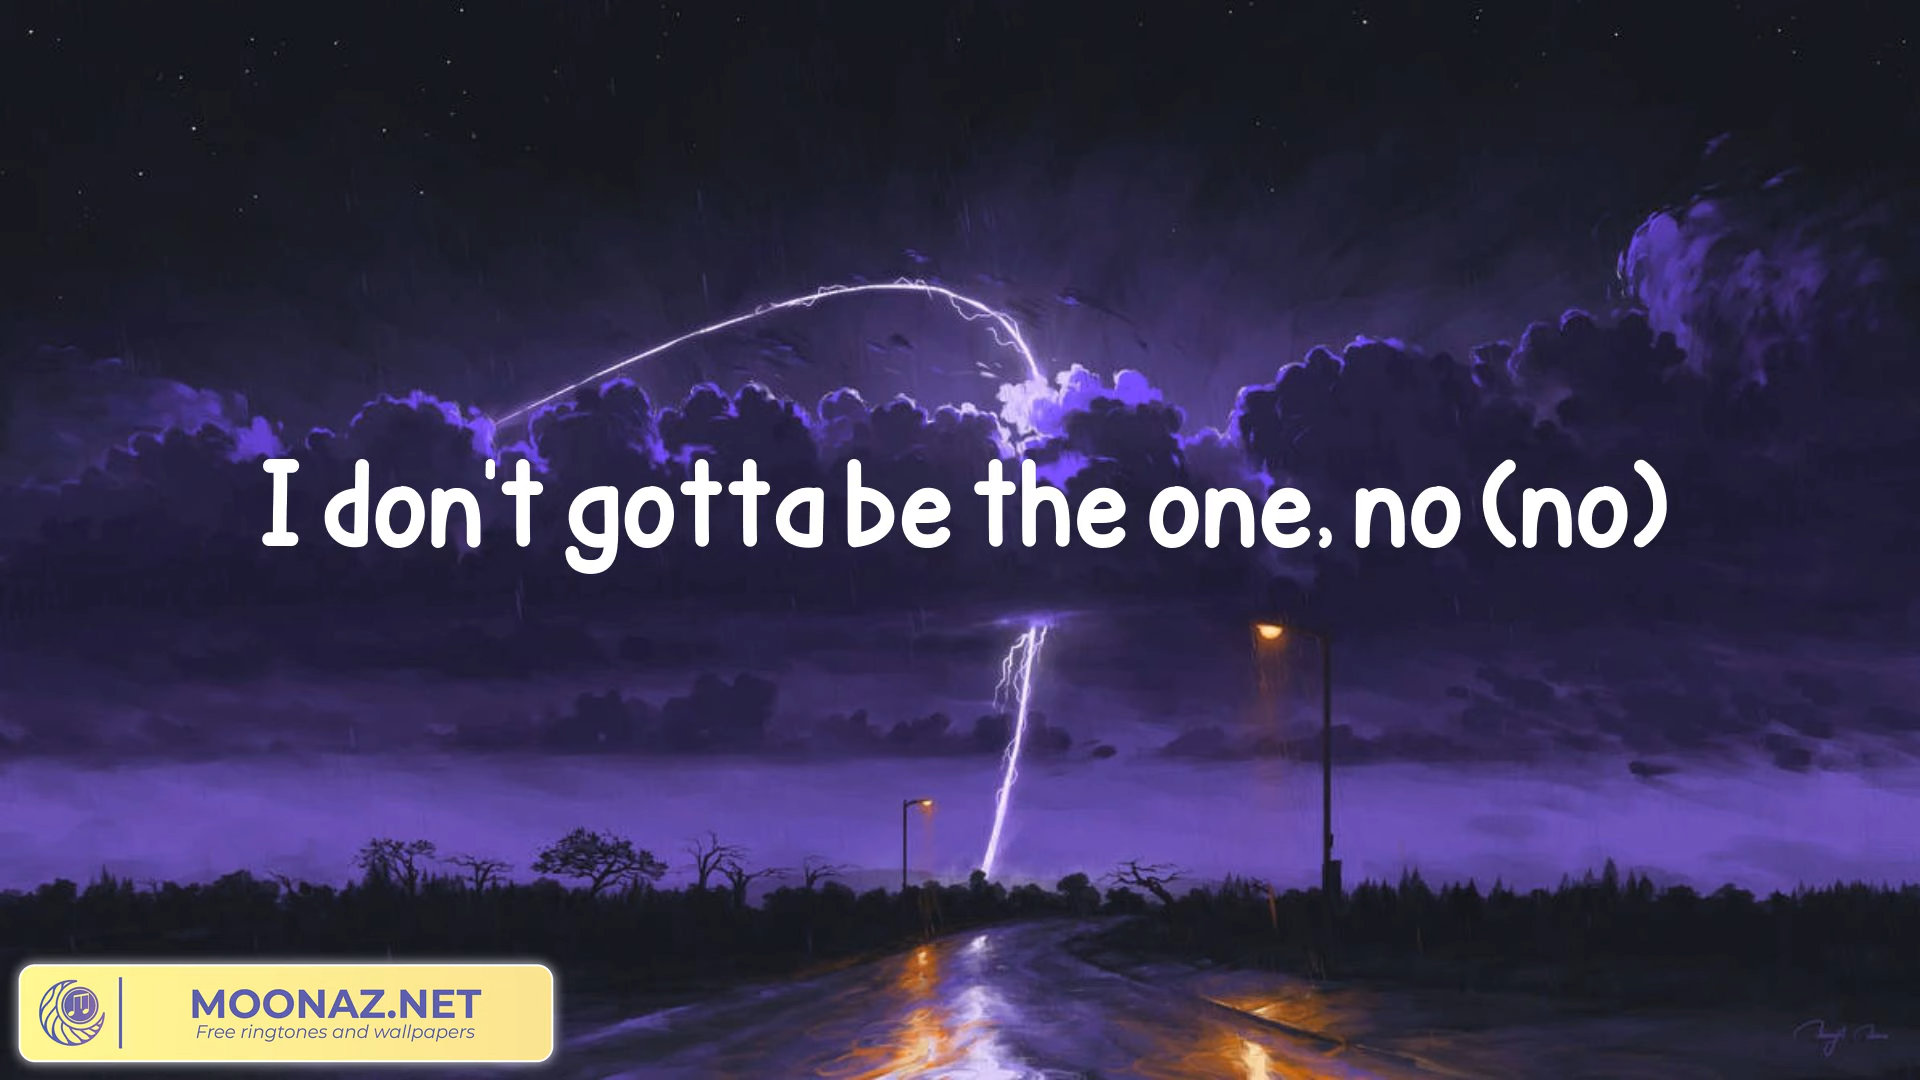 I don't gotta be the one, no (no)
MOONAZ.NET
Free ringtones and wallpapers